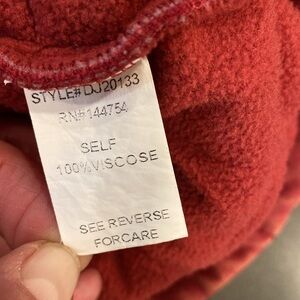 STYLE# DJ20133
RN#144754
SELF
100%VISCOSE
SEE REVERSE
FORCARE